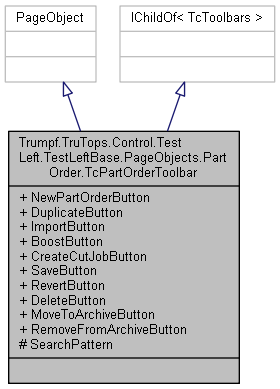 PageObject
IChildOf< TcToolbars >
Trumpf.TruTops.Control.Test
Left.TestLeftBase.PageObjects.Part
Order.TcPartOrderToolbar
+ NewPartOrderButton
+ DuplicateButton
+ ImportButton
+ BoostButton
+ CreateCutJobButton
+ SaveButton
+ RevertButton
+ DeleteButton
+ MoveToArchiveButton
+ RemoveFromArchiveButton
# SearchPattern